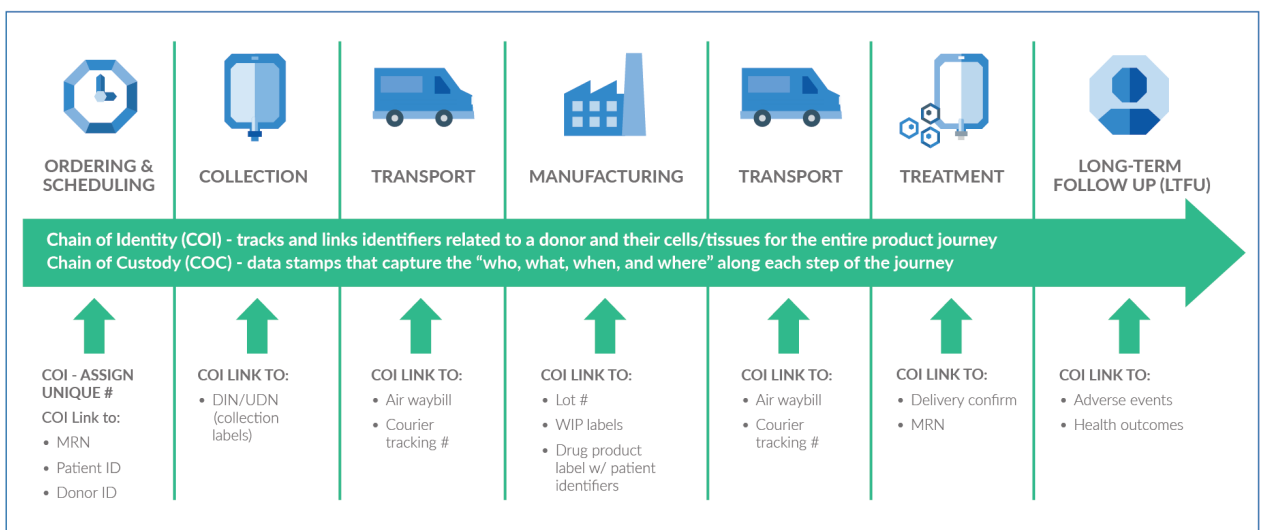 ORDERING &
SCHEDULING
COLLECTION
TRANSPORT
MANUFACTURING
TRANSPORT
TREATMENT
LONG-TERM
FOLLOW UP (LTFU)
Chain of Identity (COI) - tracks and links identifiers related to a donor and their cells/tissues for the entire product journey
Chain of Custody (COC) - data stamps that capture the “who, what, when, and where” along each step of the journey
COI - ASSIGN
UNIQUE #
COI Link to:
• MRN
• Patient ID
• Donor ID
COI LINK TO:
• DIN/UDN
(collection
labels)
COI LINK TO:
• Air waybill
• Courier
tracking #
COI LINK TO:
• Lot #
• WIP labels
• Drug product
label w/ patient
identifiers
COI LINK TO:
• Air waybill
• Courier
tracking #
COI LINK TO:
• Delivery confirm
• MRN
COI LINK TO:
• Adverse events
• Health outcomes